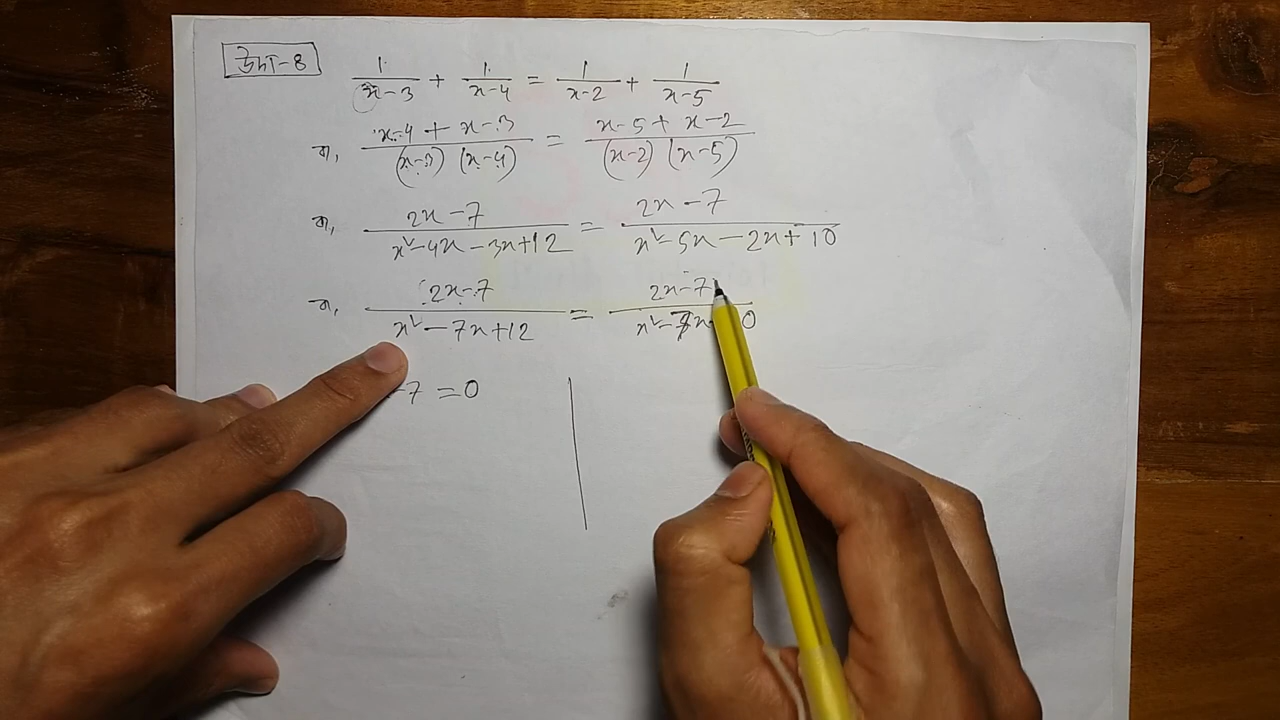 উদা-৪
1/(x-3) + 1/(x-4) = 1/(x-2) + 1/(x-5)
বা, (x-4 + x-3)/((x-3)(x-4)) = (x-5 + x-2)/((x-2)(x-5))
বা, (2x-7)/(x²-4x-3x+12) = (2x-7)/(x²-5x-2x+10)
বা, (2x-7)/(x²-7x+12) = (2x-7)/(x²-7x 0)
-7 = 0